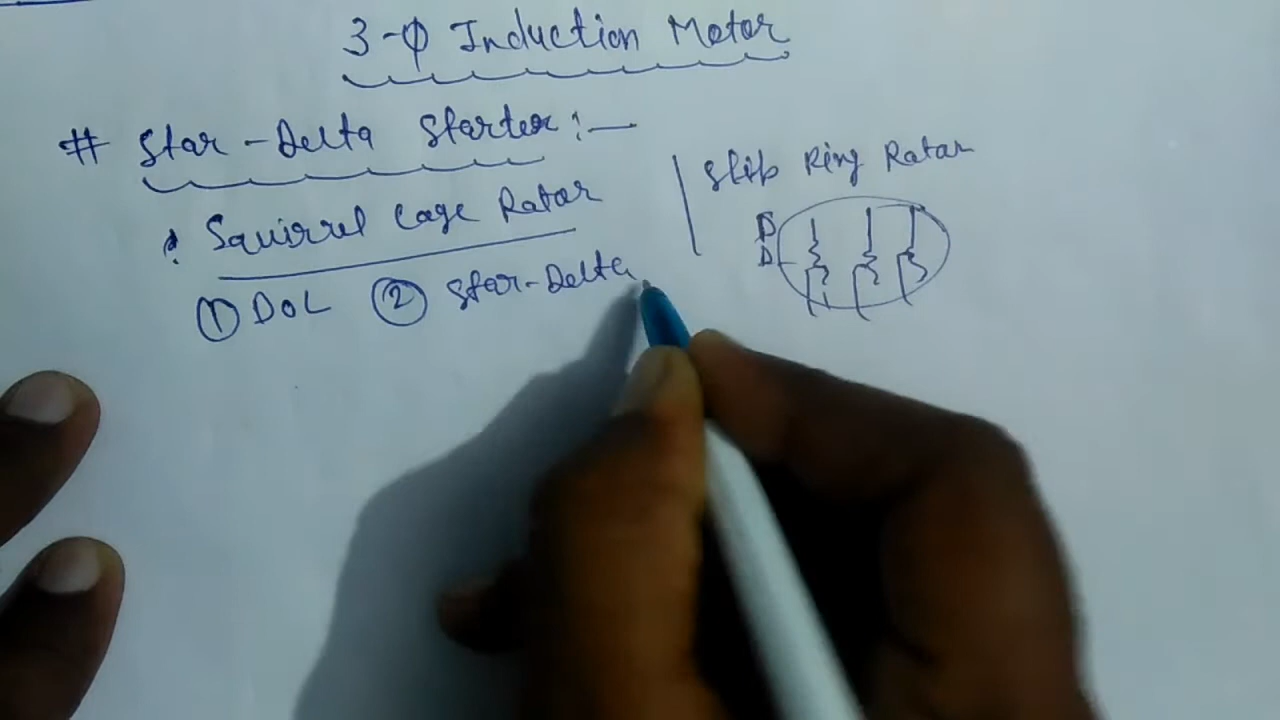 3-Φ Induction Motor
# Star-Delta Starter:—
Squirrel Cage Rotor
Slip Ring Rotor
① DOL ② Star-Delta